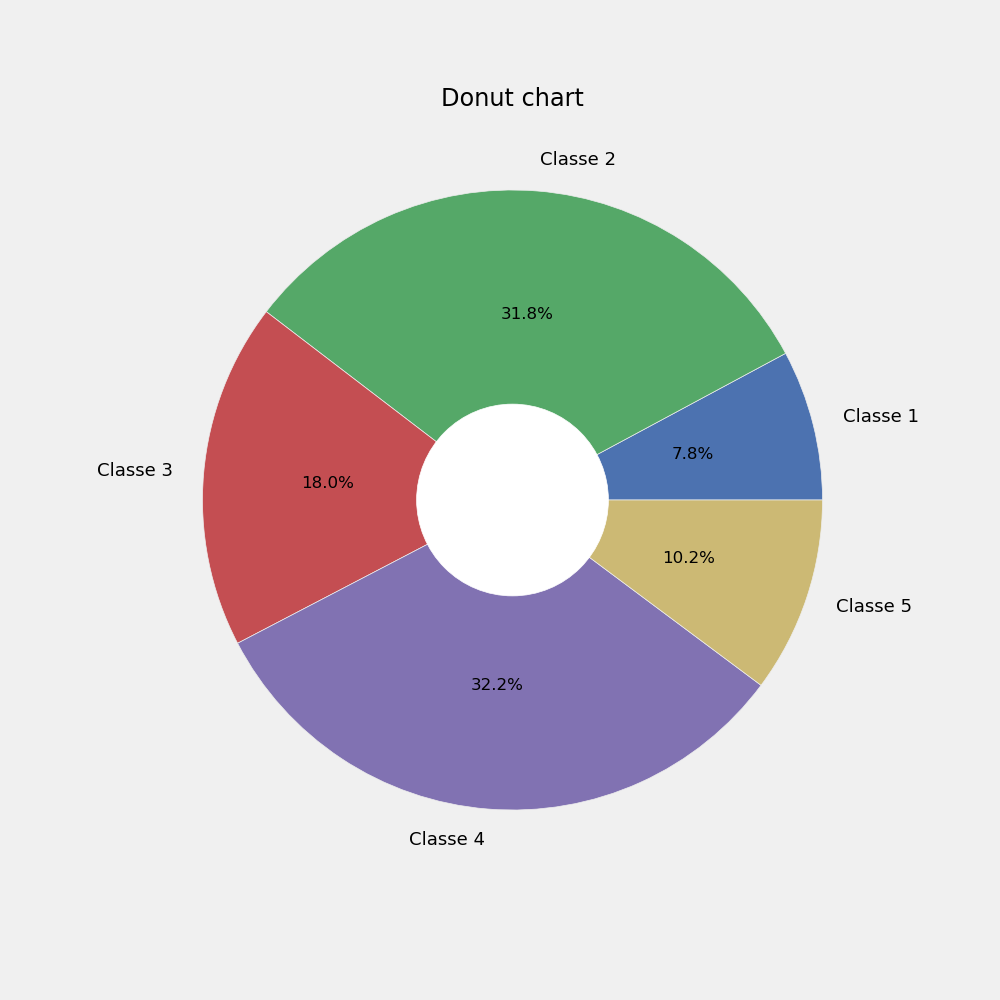 Donut chart
Classe 2
31.8%
Classe 1
7.8%
Classe 3
18.0%
10.2%
Classe 5
32.2%
Classe 4